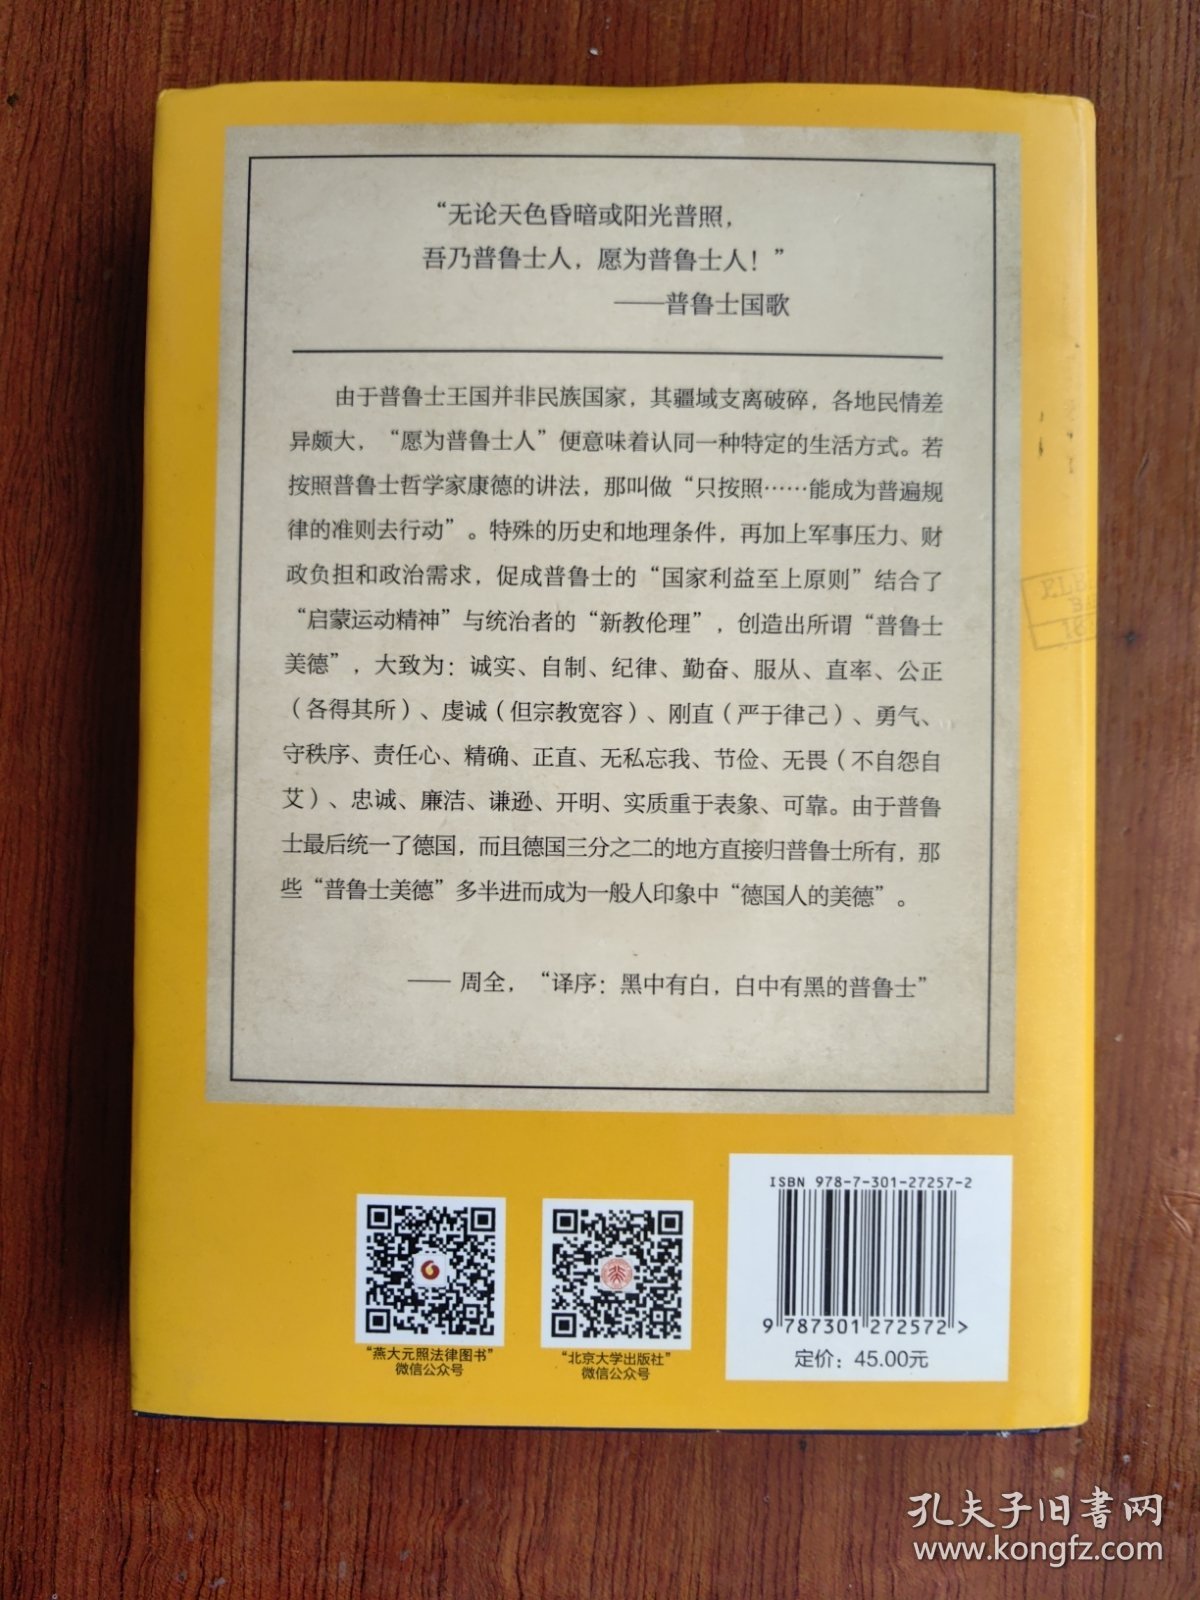 “无论天色昏暗或阳光普照，
吾乃普鲁士人，愿为普鲁士人！”
——普鲁士国歌
由于普鲁士王国并非民族国家，其疆域支离破碎，各地民情差
异颇大，“愿为普鲁士人”便意味着认同一种特定的生活方式。若
按照普鲁士哲学家康德的讲法，那叫做“只按照……能成为普遍规
律的准则去行动”。特殊的历史和地理条件，再加上军事压力、财
政负担和政治需求，促成普鲁士的“国家利益至上原则”结合了
“启蒙运动精神”与统治者的“新教伦理”，创造出所谓“普鲁士
美德”，大致为：诚实、自制、纪律、勤奋、服从、直率、公正
（各得其所）、虔诚（但宗教宽容）、刚直（严于律己）、勇气、
守秩序、责任心、精确、正直、无私忘我、节俭、无畏（不自怨自
艾）、忠诚、廉洁、谦逊、开明、实质重于表象、可靠。由于普鲁
士最后统一了德国，而且德国三分之二的地方直接归普鲁士所有，那
些“普鲁士美德”多半进而成为一般人印象中“德国人的美德”。
—— 周全，“译序：黑中有白，白中有黑的普鲁士”
ISBN 978-7-301-27257-2
9 787301 272572 >
定价：45.00元
“燕大元照法律图书”
微信公众号
“北京大学出版社”
微信公众号
孔夫子旧书网
www.kongfz.com